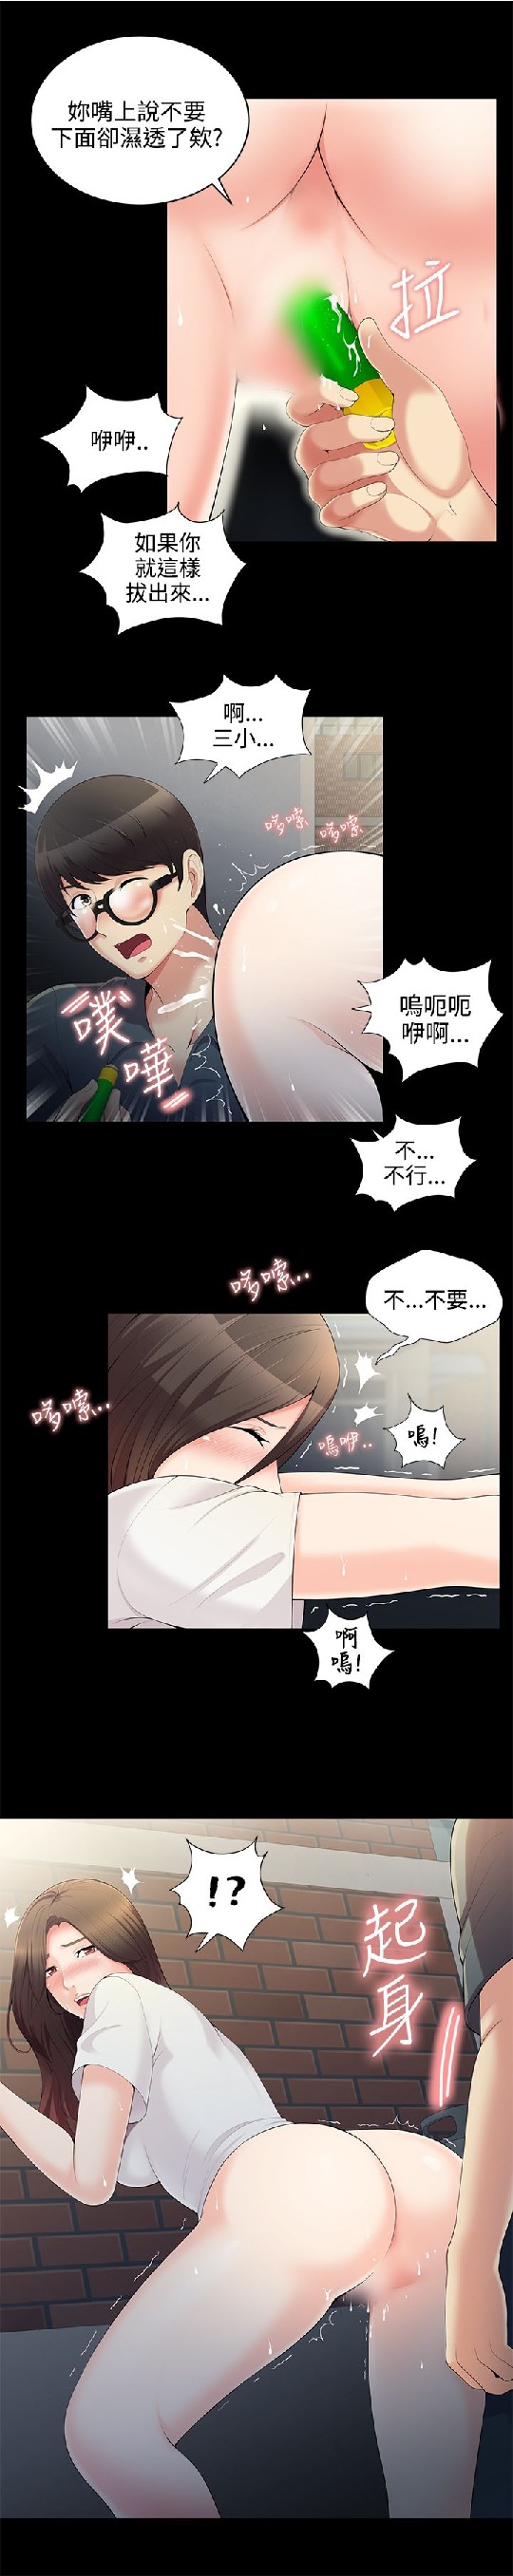 妳嘴上說不要
下面卻濕透了欸?
拉
咿咿..
如果你
就這樣
拔出來...
啊...
三小...
哆嗦
哆嗦
噗
嘩
嗚呃呃
咿啊...
不...
不行...
哆嗦...
不...不要...
哆嗦..
嗚!
嗚咿..
啊
嗚!
!?
起
身